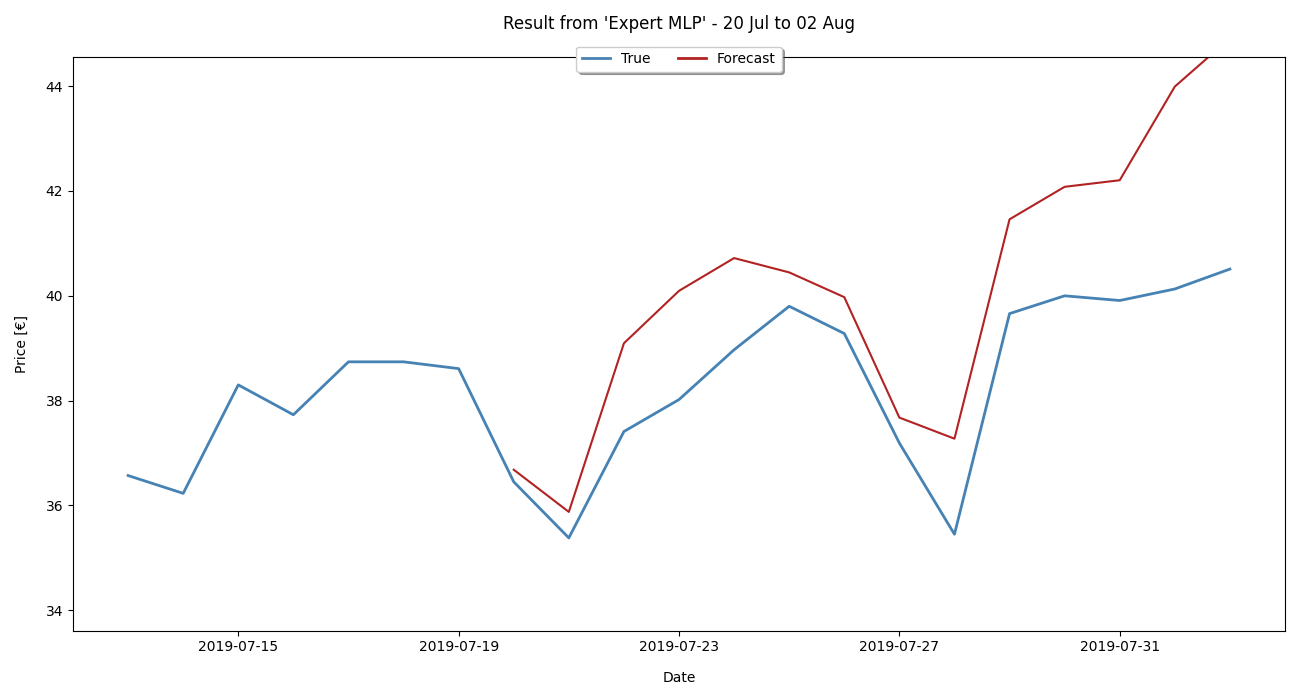 Result from 'Expert MLP' - 20 Jul to 02 Aug
True Forecast
44
42
40
38
36
34
Price [€]
2019-07-15 2019-07-19 2019-07-23 2019-07-27 2019-07-31
Date